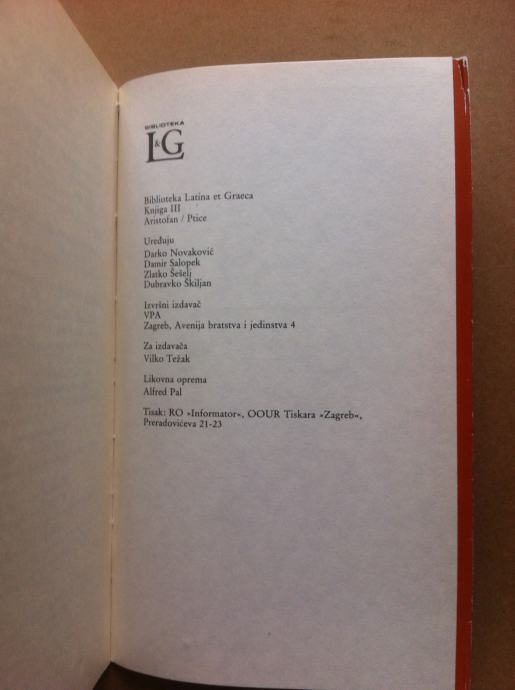 BIBLIOTEKA
L&G
Biblioteka Latina et Graeca
Knjiga III
Aristofan / Ptice
Uređuju
Darko Novaković
Damir Salopek
Zlatko Šešelj
Dubravko Škiljan
Izvršni izdavač
VPA
Zagreb, Avenija bratstva i jedinstva 4
Za izdavača
Vilko Težak
Likovna oprema
Alfred Pal
Tisak: RO »Informator«, OOUR Tiskara »Zagreb«,
Preradovićeva 21-23